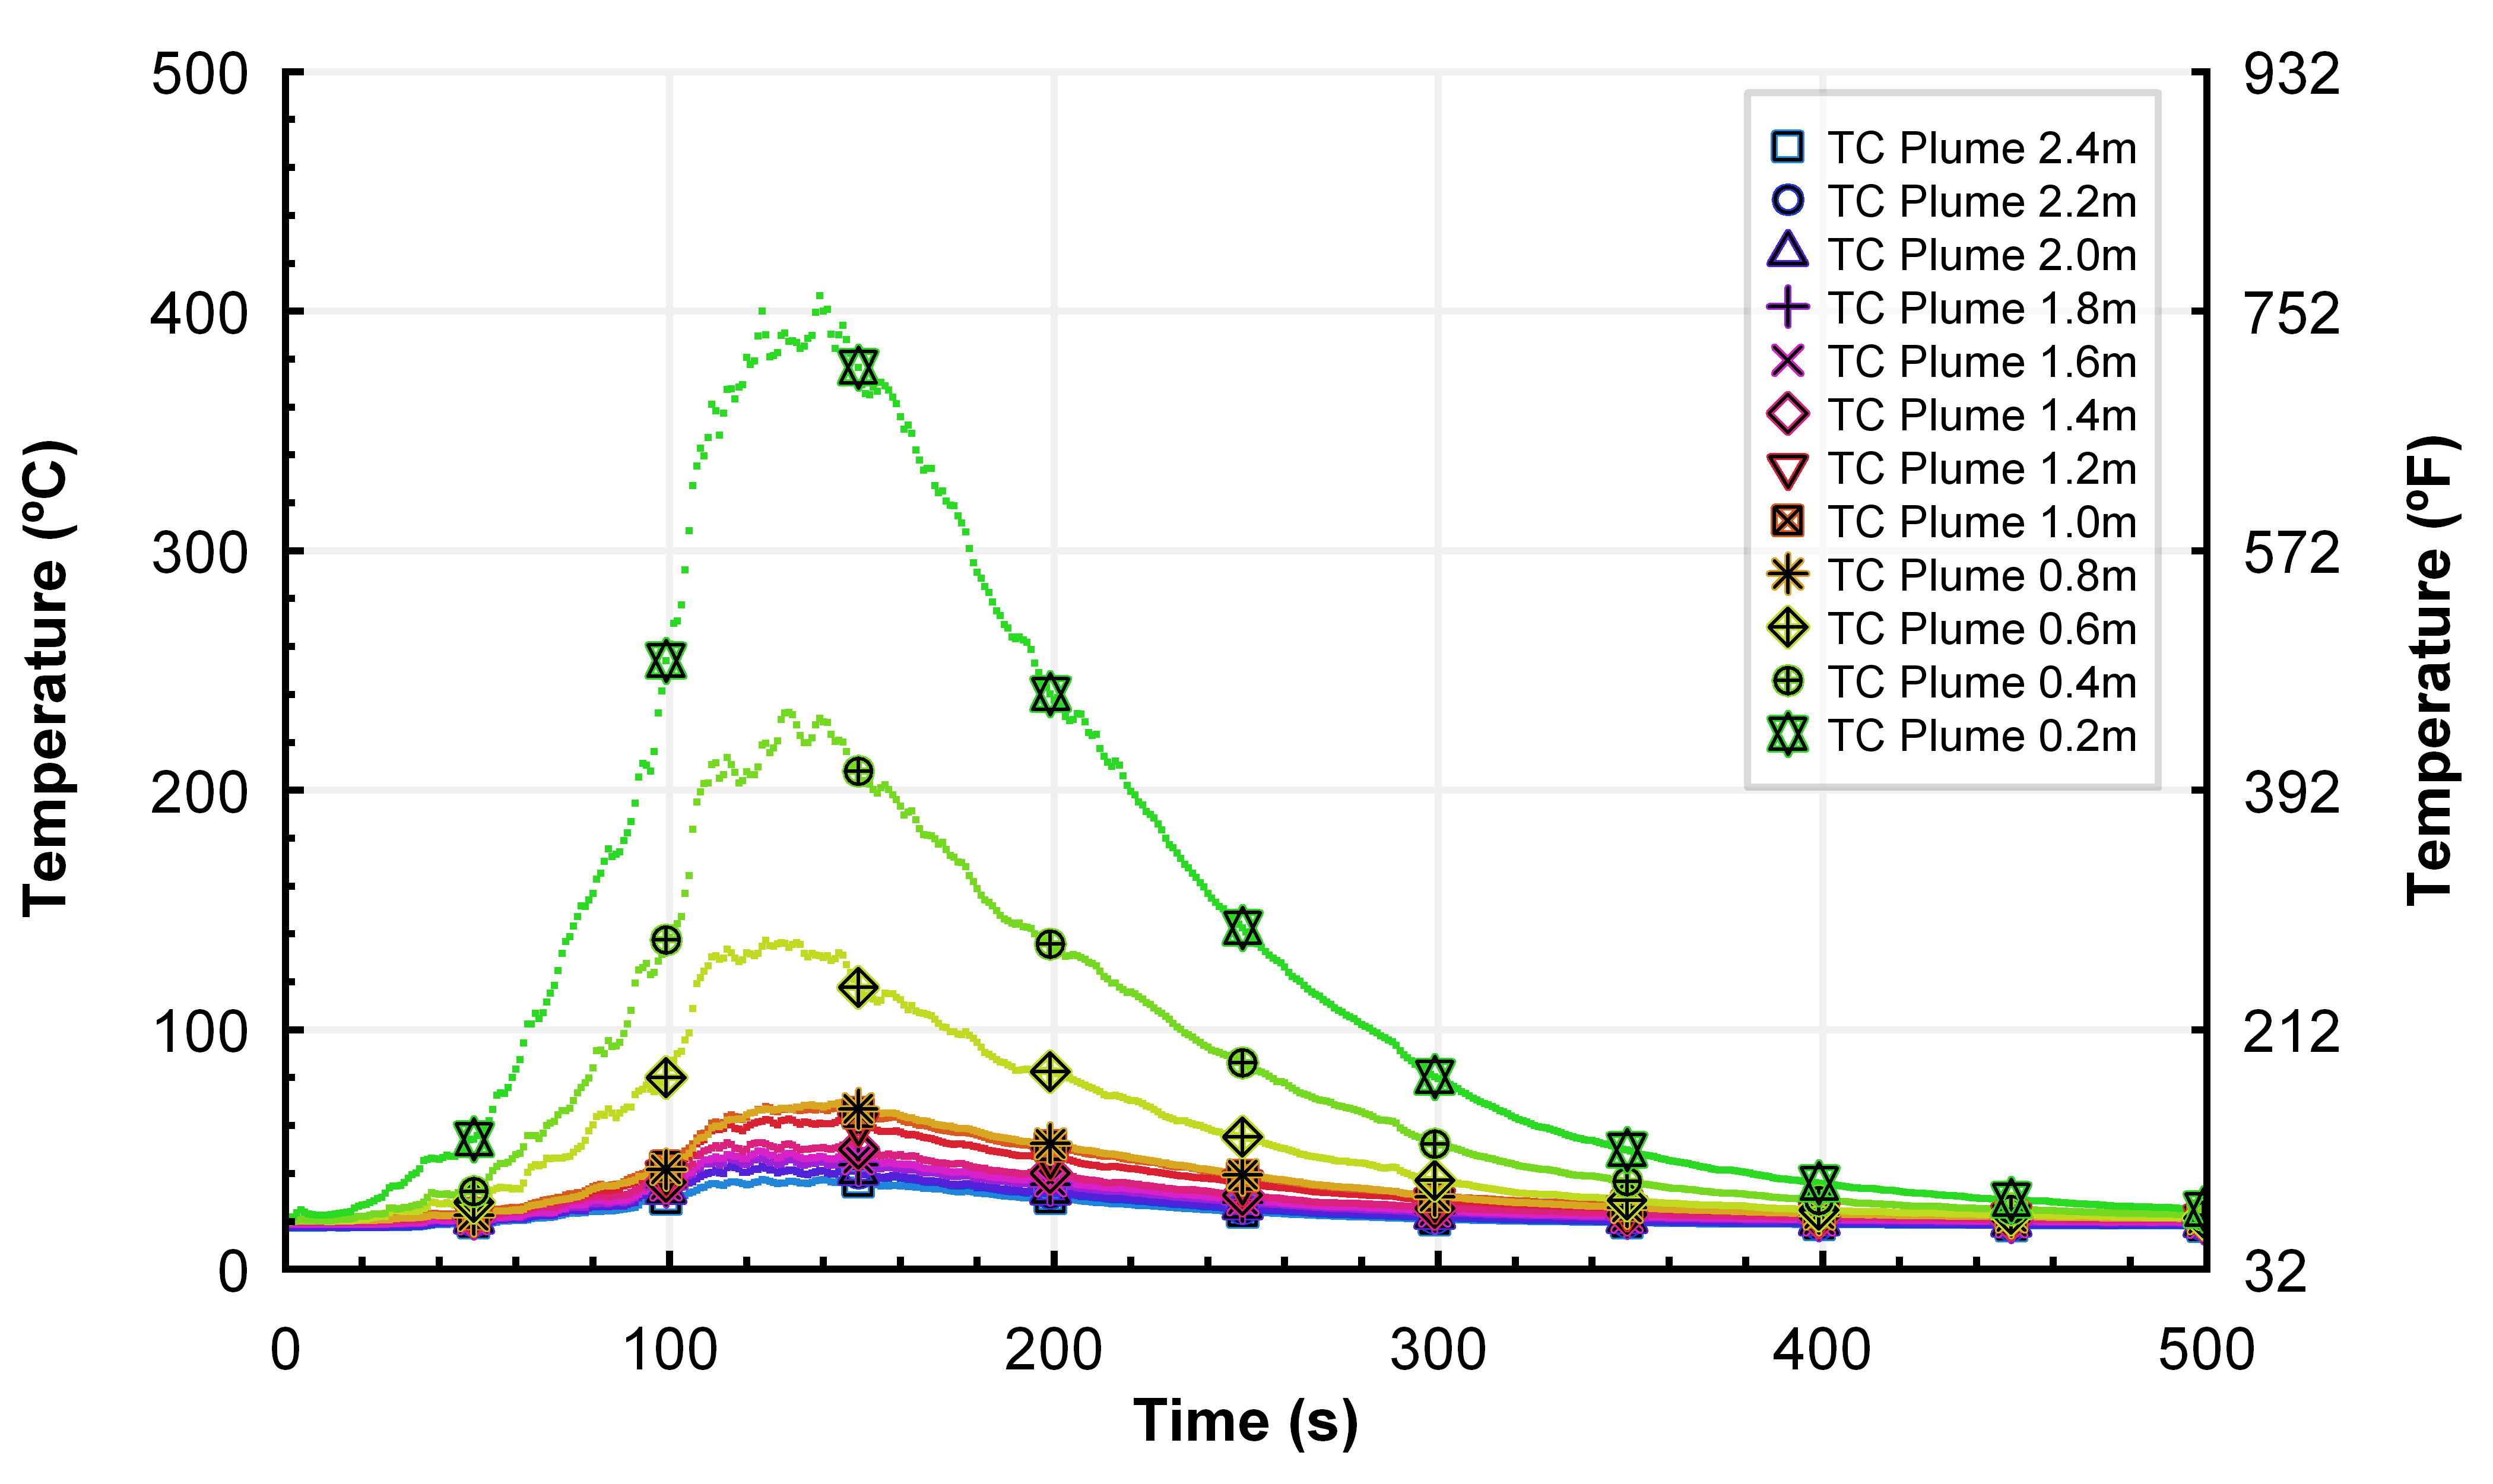 Temperature (ºC)
500
400
300
200
100
0
0
100
200
300
400
500
Time (s)
932
752
572
392
212
32
Temperature (ºF)
TC Plume 2.4m
TC Plume 2.2m
TC Plume 2.0m
TC Plume 1.8m
TC Plume 1.6m
TC Plume 1.4m
TC Plume 1.2m
TC Plume 1.0m
TC Plume 0.8m
TC Plume 0.6m
TC Plume 0.4m
TC Plume 0.2m